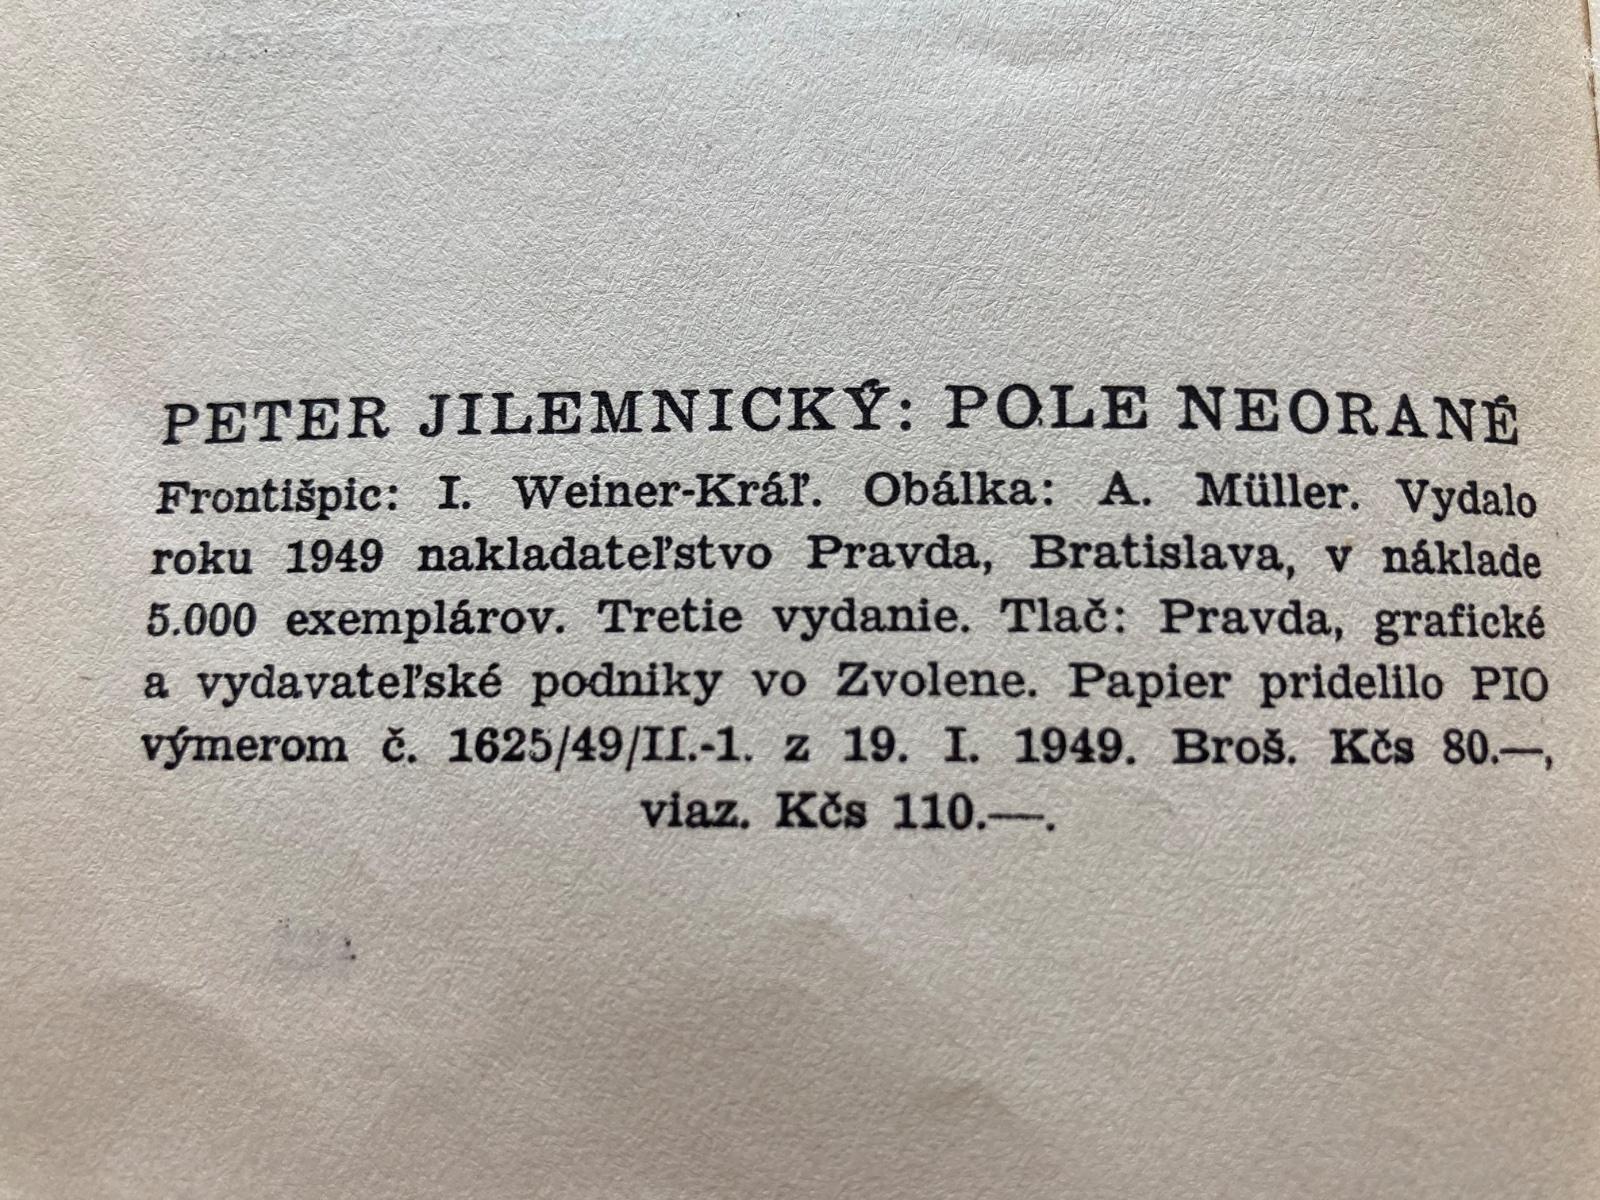 PETER JILEMNICKÝ: POLE NEORANÉ
Frontišpic: I. Weiner-Kráľ. Obálka: A. Müller. Vydalo
roku 1949 nakladateľstvo Pravda, Bratislava, v náklade
5.000 exemplárov. Tretie vydanie. Tlač: Pravda, grafické
a vydavateľské podniky vo Zvolene. Papier pridelilo PIO
výmerom č. 1625/49/II.-1. z 19. I. 1949. Broš. Kčs 80.—,
viaz. Kčs 110.—.